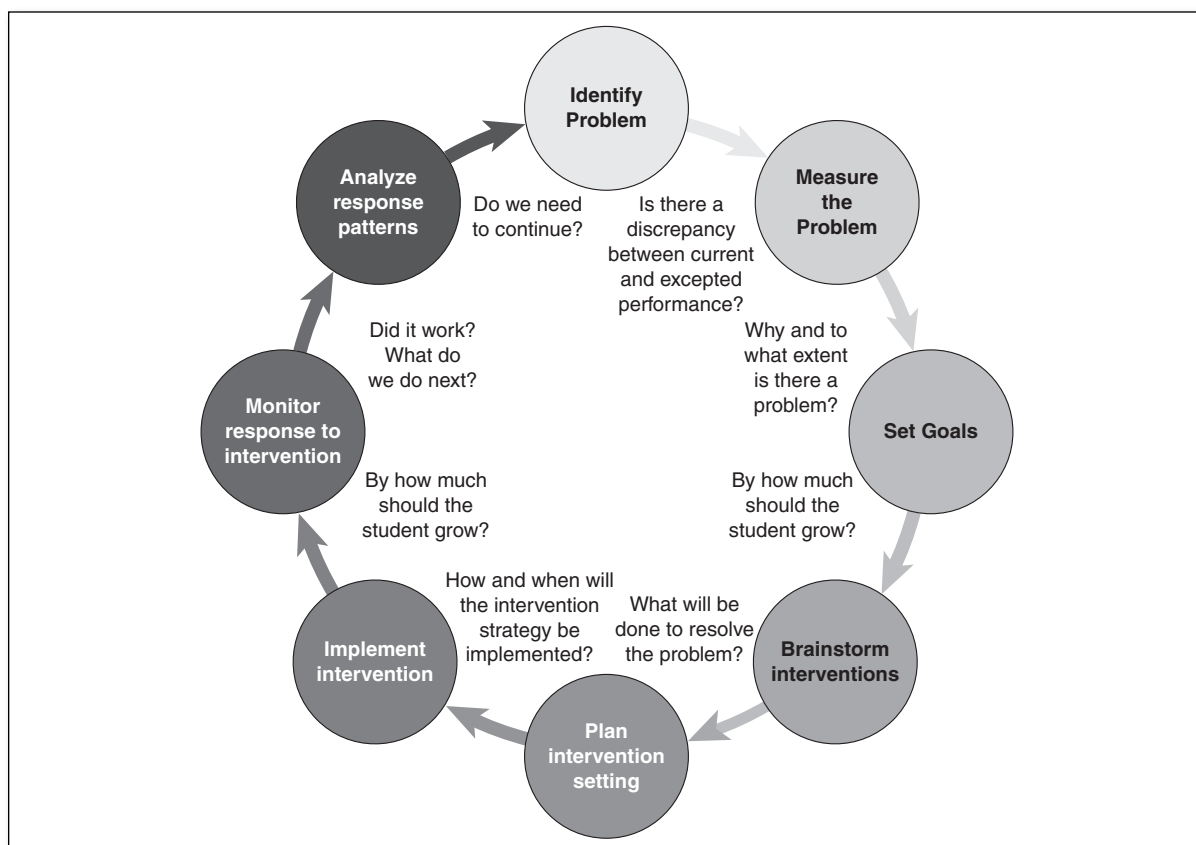 Identify
Problem
Is there a
discrepancy
between current
and excepted
performance?
Measure
the
Problem
Why and to
what extent
is there a
problem?
Set Goals
By how much
should the
student grow?
Brainstorm
interventions
What will be
done to resolve
the problem?
Plan
intervention
setting
How and when will
the intervention
strategy be
implemented?
Implement
intervention
By how much
should the
student grow?
Monitor
response to
intervention
Did it work?
What do
we do next?
Analyze
response
patterns
Do we need
to continue?